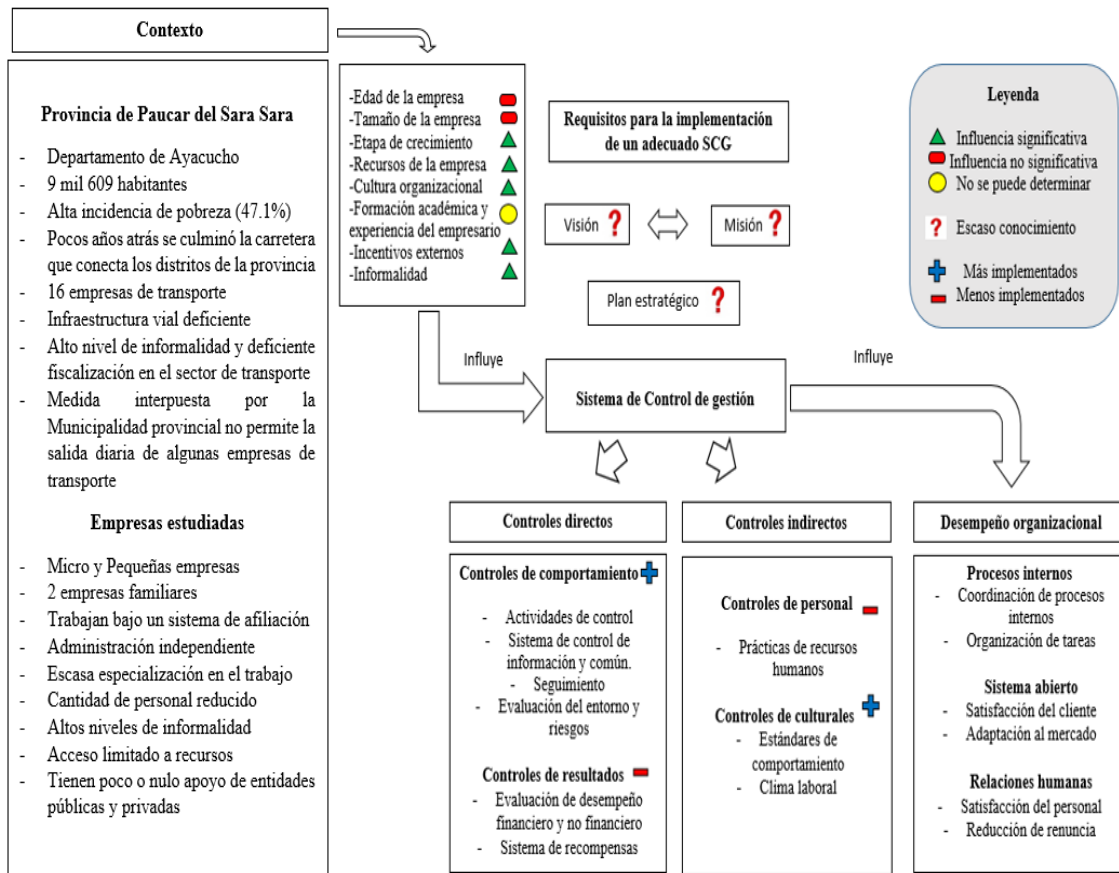 Contexto
Provincia de Paucar del Sara Sara
- Departamento de Ayacucho
- 9 mil 609 habitantes
- Alta incidencia de pobreza (47.1%)
- Pocos años atrás se culminó la carretera
que conecta los distritos de la provincia
- 16 empresas de transporte
- Infraestructura vial deficiente
- Alto nivel de informalidad y deficiente
fiscalización en el sector de transporte
- Medida interpuesta por la
Municipalidad provincial no permite la
salida diaria de algunas empresas de
transporte
Empresas estudiadas
- Micro y Pequeñas empresas
- 2 empresas familiares
- Trabajan bajo un sistema de afiliación
- Administración independiente
- Escasa especialización en el trabajo
- Cantidad de personal reducido
- Altos niveles de informalidad
- Acceso limitado a recursos
- Tienen poco o nulo apoyo de entidades
públicas y privadas
-Edad de la empresa
-Tamaño de la empresa
-Etapa de crecimiento
-Recursos de la empresa
-Cultura organizacional
-Formación académica y
experiencia del empresario
-Incentivos externos
-Informalidad
Requisitos para la implementación
de un adecuado SCG
Visión ?
Misión ?
Plan estratégico ?
Leyenda
Influencia significativa
Influencia no significativa
No se puede determinar
? Escaso conocimiento
Más implementados
Menos implementados
Influye
Sistema de Control de gestión
Influye
Controles directos
Controles de comportamiento
- Actividades de control
- Sistema de control de
información y común.
- Seguimiento
- Evaluación del entorno y
riesgos
Controles de resultados
- Evaluación de desempeño
financiero y no financiero
- Sistema de recompensas
Controles indirectos
Controles de personal
- Prácticas de recursos
humanos
Controles de culturales
- Estándares de
comportamiento
- Clima laboral
Desempeño organizacional
Procesos internos
- Coordinación de procesos
internos
- Organización de tareas
Sistema abierto
- Satisfacción del cliente
- Adaptación al mercado
Relaciones humanas
- Satisfacción del personal
- Reducción de renuncia